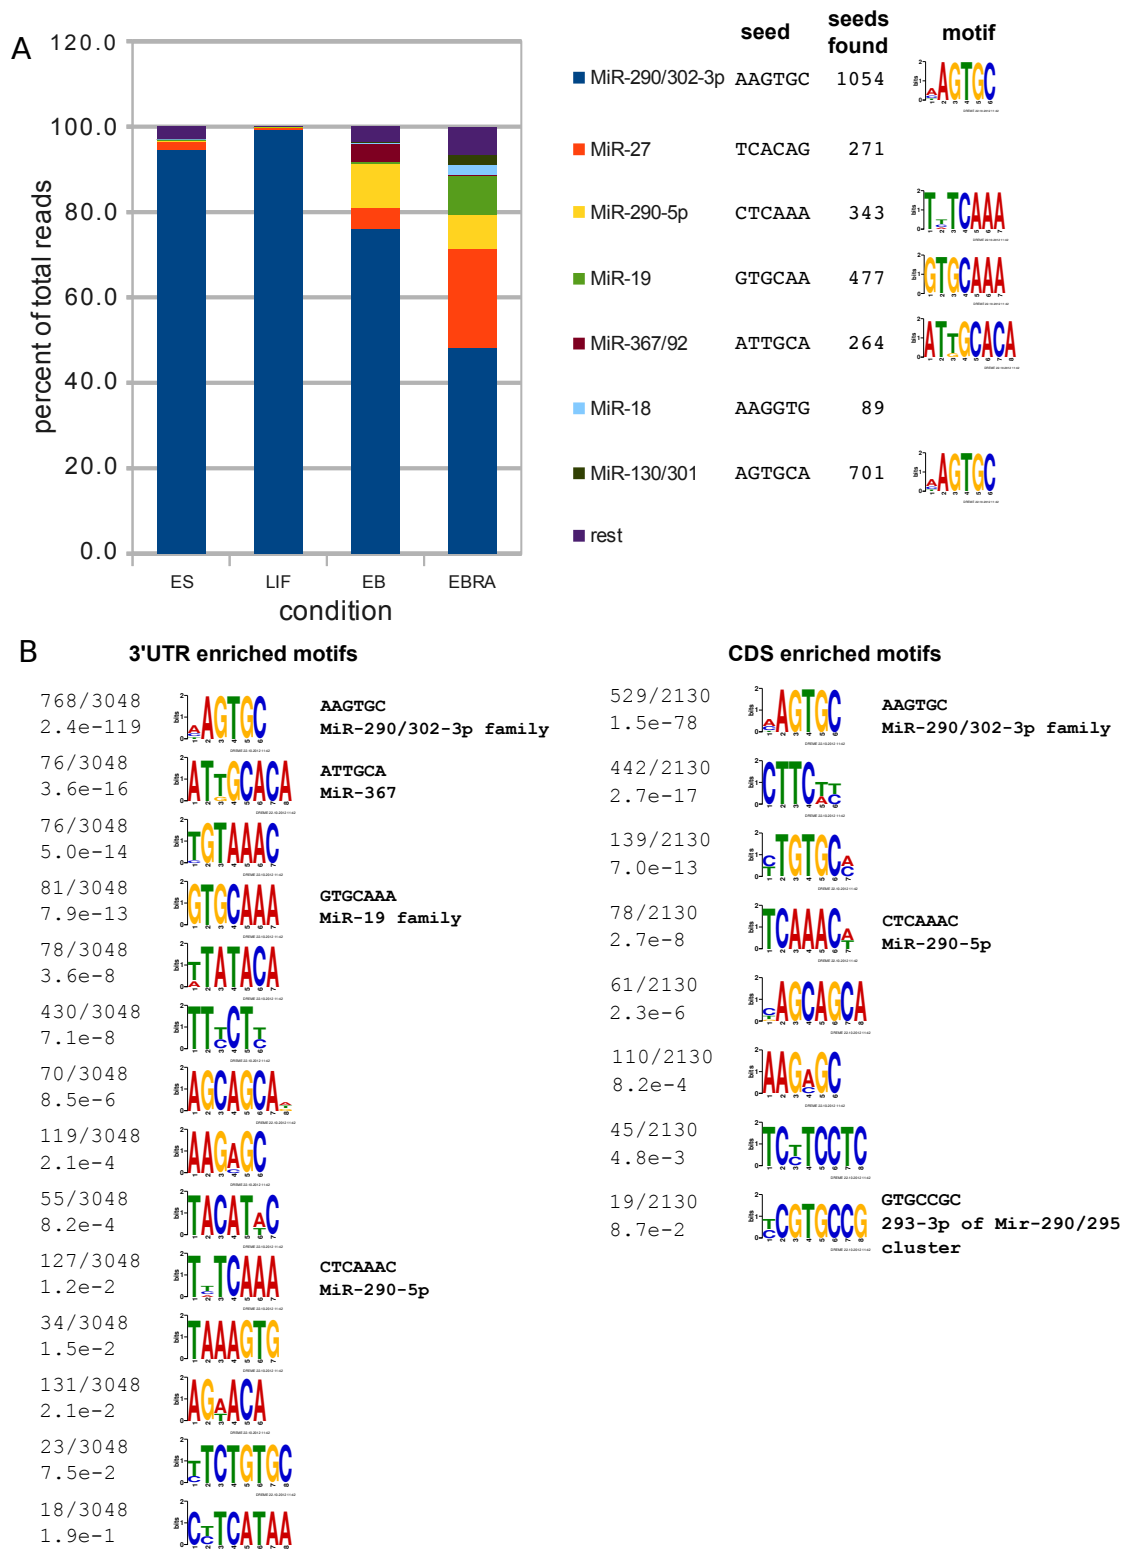 A
120.0
100.0
80.0
60.0
40.0
20.0
0.0
percent of total reads
ES LIF EB EBRA
condition
seed seeds found motif
MiR-290/302-3p AAGTGC 1054
MiR-27 TCACAG 271
MiR-290-5p CTCAAA 343
MiR-19 GTGCAA 477
MiR-367/92 ATTGCA 264
MiR-18 AAGGTG 89
MiR-130/301 AGTGCA 701
rest
B
3'UTR enriched motifs
768/3048
2.4e-119
AAGTGC
MiR-290/302-3p family
76/3048
3.6e-16
ATTGCA
MiR-367
76/3048
5.0e-14
81/3048
7.9e-13
GTGCAAA
MiR-19 family
78/3048
3.6e-8
430/3048
7.1e-8
70/3048
8.5e-6
119/3048
2.1e-4
55/3048
8.2e-4
127/3048
1.2e-2
CTCAAAC
MiR-290-5p
34/3048
1.5e-2
131/3048
2.1e-2
23/3048
7.5e-2
18/3048
1.9e-1
CDS enriched motifs
529/2130
1.5e-78
AAGTGC
MiR-290/302-3p family
442/2130
2.7e-17
139/2130
7.0e-13
78/2130
2.7e-8
CTCAAAC
MiR-290-5p
61/2130
2.3e-6
110/2130
8.2e-4
45/2130
4.8e-3
19/2130
8.7e-2
GTGCCGC
293-3p of Mir-290/295
cluster